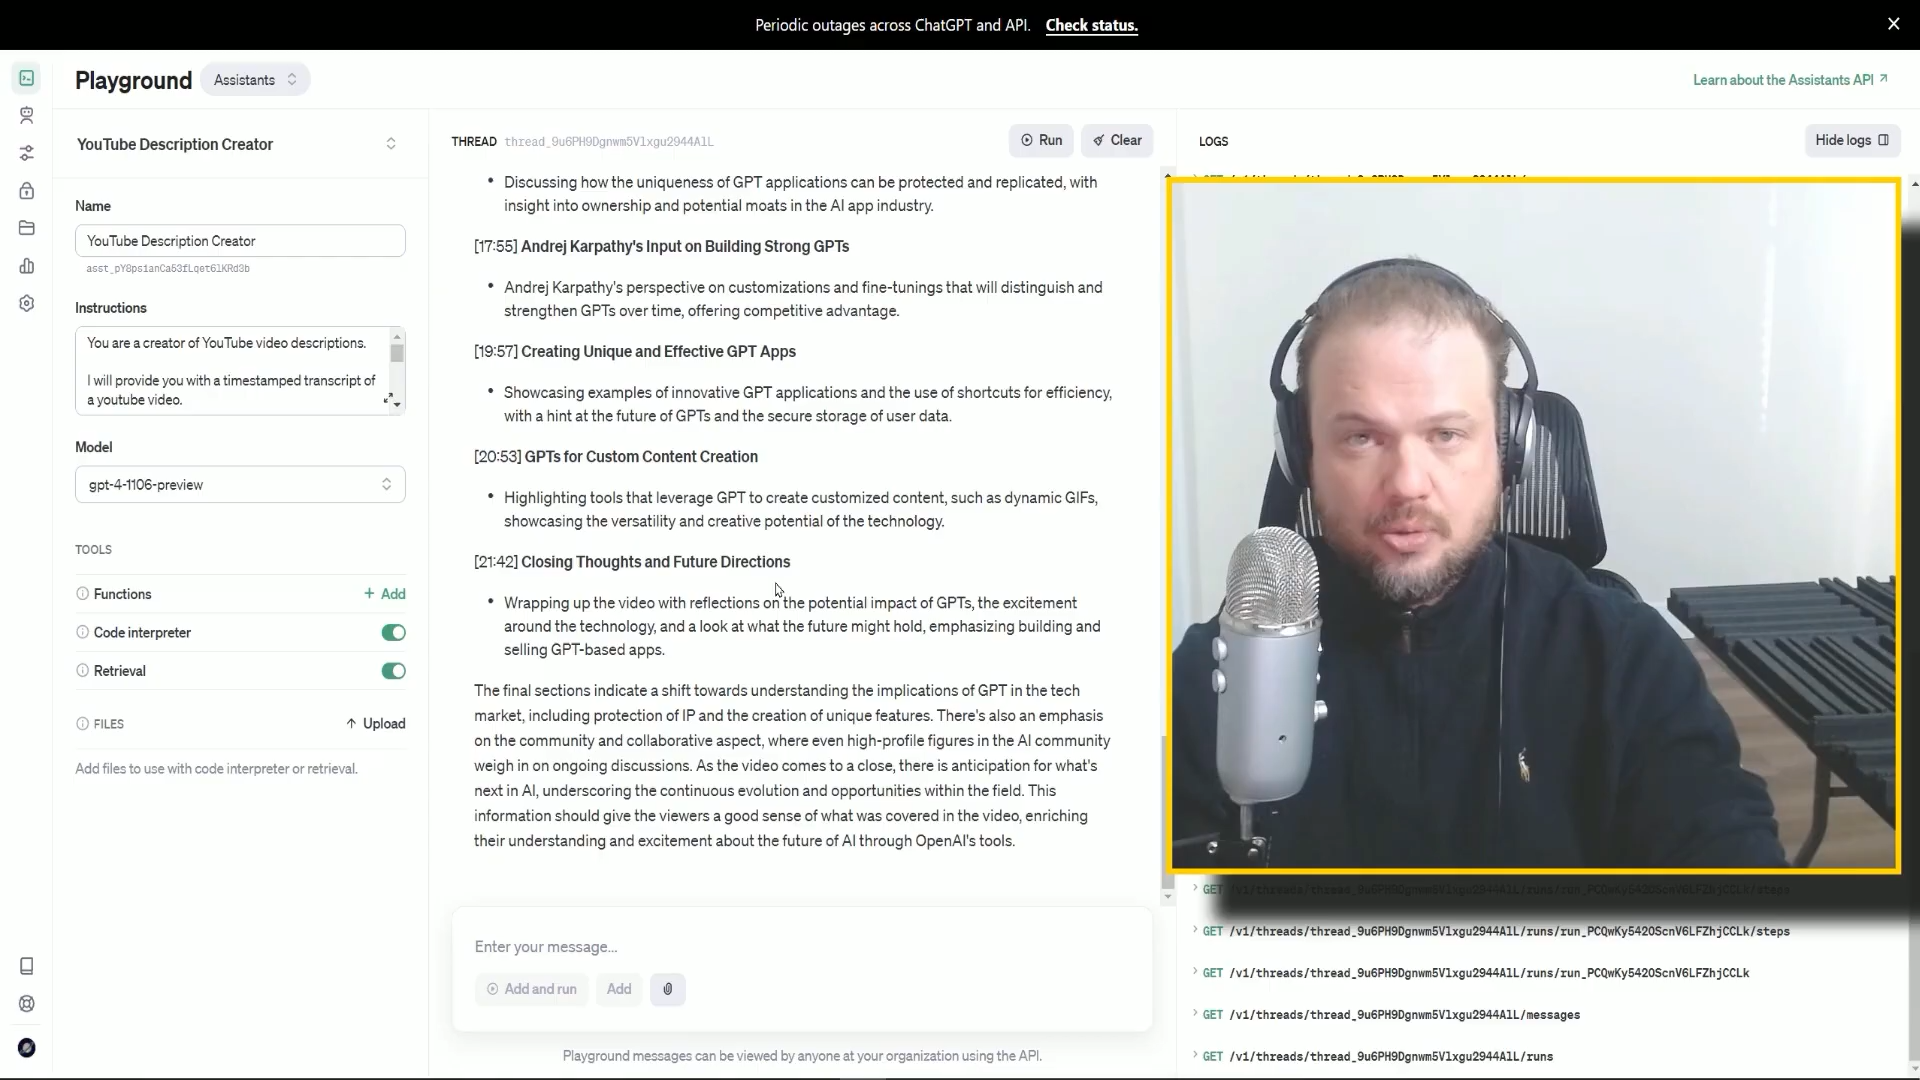 Periodic outages across ChatGPT and API. Check status.
Playground
Assistants
Learn about the Assistants API
YouTube Description Creator
Name
YouTube Description Creator
asst_pY8psianCa53fLqet6lKRd3b
Instructions
You are a creator of YouTube video descriptions.
I will provide you with a timestamped transcript of
a youtube video.
Model
gpt-4-1106-preview
TOOLS
Functions
+ Add
Code interpreter
Retrieval
FILES
Upload
Add files to use with code interpreter or retrieval.
THREAD thread_9u6PH9Dgnwm5Vlxgu2944AlL
Run
Clear
• Discussing how the uniqueness of GPT applications can be protected and replicated, with
insight into ownership and potential moats in the AI app industry.
[17:55] Andrej Karpathy's Input on Building Strong GPTs
• Andrej Karpathy's perspective on customizations and fine-tunings that will distinguish and
strengthen GPTs over time, offering competitive advantage.
[19:57] Creating Unique and Effective GPT Apps
• Showcasing examples of innovative GPT applications and the use of shortcuts for efficiency,
with a hint at the future of GPTs and the secure storage of user data.
[20:53] GPTs for Custom Content Creation
• Highlighting tools that leverage GPT to create customized content, such as dynamic GIFs,
showcasing the versatility and creative potential of the technology.
[21:42] Closing Thoughts and Future Directions
• Wrapping up the video with reflections on the potential impact of GPTs, the excitement
around the technology, and a look at what the future might hold, emphasizing building and
selling GPT-based apps.
The final sections indicate a shift towards understanding the implications of GPT in the tech
market, including protection of IP and the creation of unique features. There's also an emphasis
on the community and collaborative aspect, where even high-profile figures in the AI community
weigh in on ongoing discussions. As the video comes to a close, there is anticipation for what's
next in AI, underscoring the continuous evolution and opportunities within the field. This
information should give the viewers a good sense of what was covered in the video, enriching
their understanding and excitement about the future of AI through OpenAI's tools.
Enter your message...
Add and run
Add
Playground messages can be viewed by anyone at your organization using the API.
LOGS
Hide logs
GET /v1/threads/thread_9u6PH9Dgnwm5Vlxgu2944AlL/runs/run_PCQwKy542OScnV6LFZhjCCLk/steps
GET /v1/threads/thread_9u6PH9Dgnwm5Vlxgu2944AlL/runs/run_PCQwKy542OScnV6LFZhjCCLk/steps
GET /v1/threads/thread_9u6PH9Dgnwm5Vlxgu2944AlL/runs/run_PCQwKy542OScnV6LFZhjCCLk
GET /v1/threads/thread_9u6PH9Dgnwm5Vlxgu2944AlL/messages
GET /v1/threads/thread_9u6PH9Dgnwm5Vlxgu2944AlL/runs